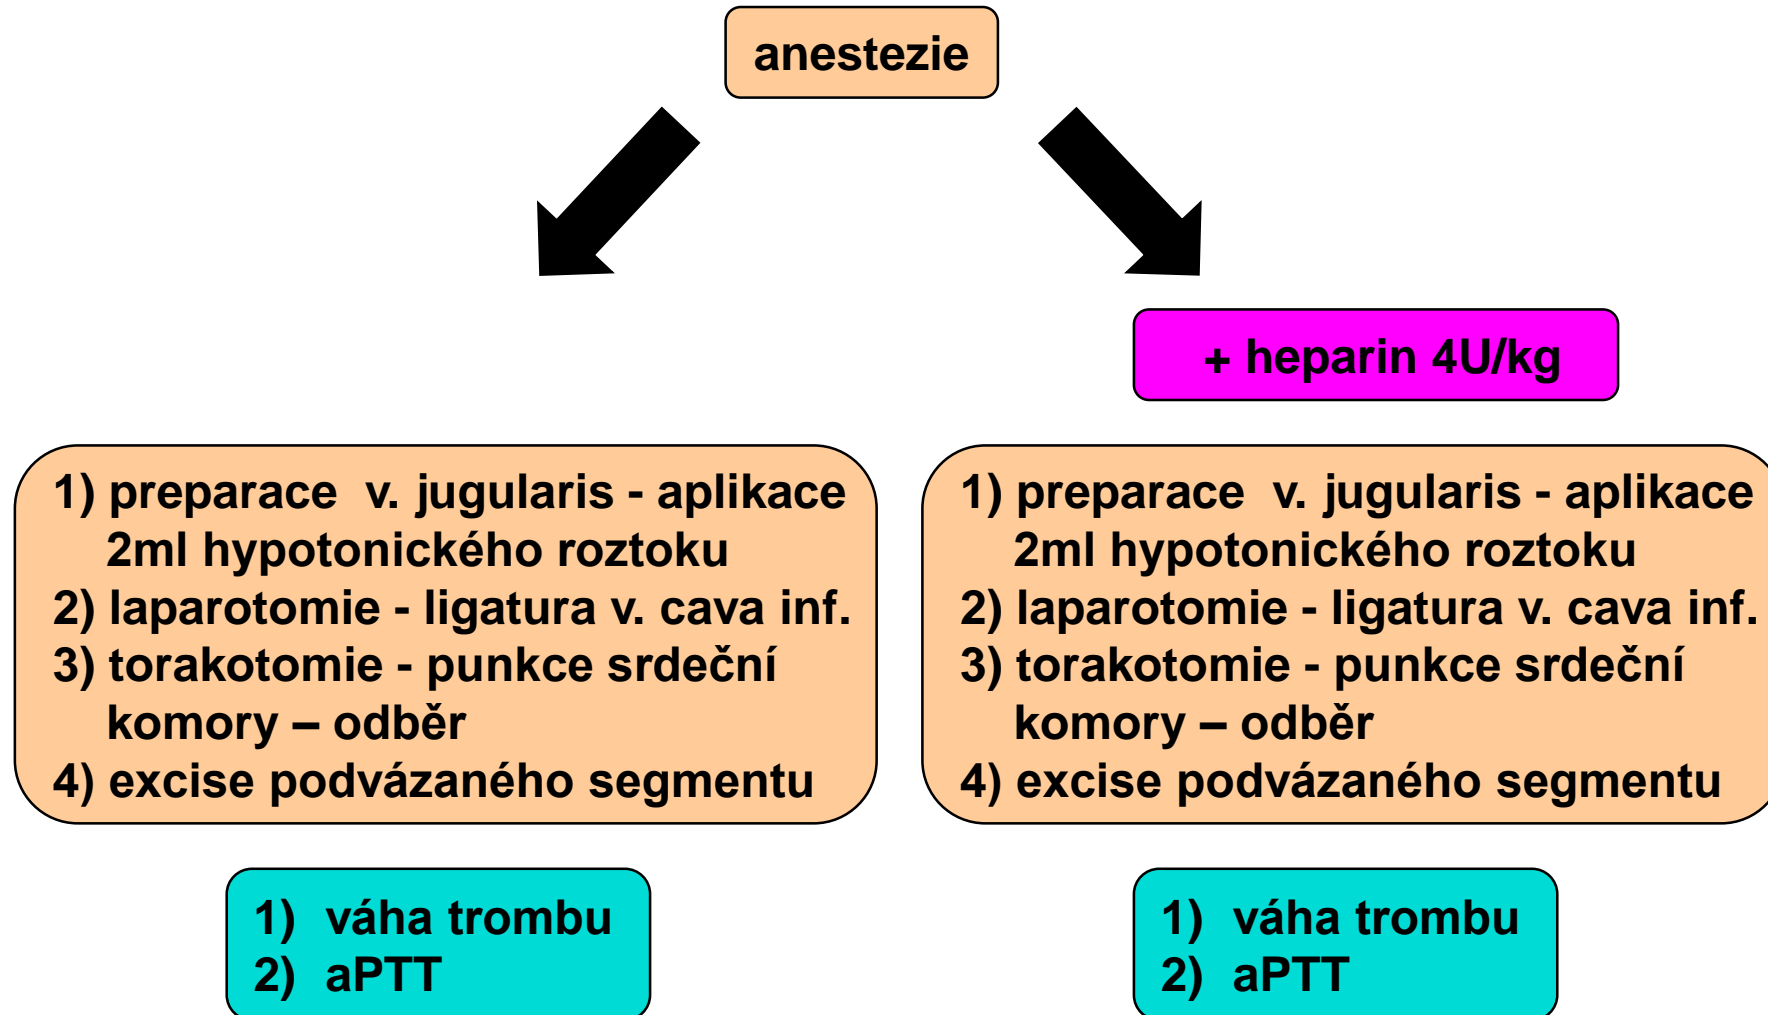 anestezie
+ heparin 4U/kg
1) preparace v. jugularis - aplikace
2ml hypotonického roztoku
2) laparotomie - ligatura v. cava inf.
3) torakotomie - punkce srdeční
komory – odběr
4) excise podvázaného segmentu
1) preparace v. jugularis - aplikace
2ml hypotonického roztoku
2) laparotomie - ligatura v. cava inf.
3) torakotomie - punkce srdeční
komory – odběr
4) excise podvázaného segmentu
1) váha trombu
2) aPTT
1) váha trombu
2) aPTT